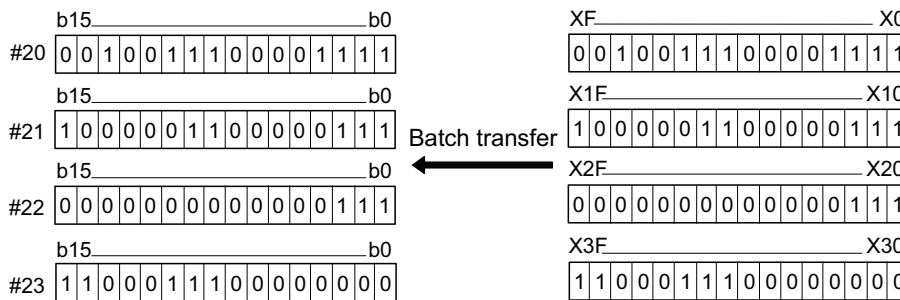 b15 b0 XF X0
#20 0 0 1 0 0 1 1 1 0 0 0 0 1 1 1 1 0 0 1 0 0 1 1 1 0 0 0 0 1 1 1 1
b15 b0 X1F X10
#21 1 0 0 0 0 0 1 1 0 0 0 0 0 1 1 1 Batch transfer 1 0 0 0 0 0 1 1 0 0 0 0 0 1 1 1
b15 b0 X2F X20
#22 0 0 0 0 0 0 0 0 0 0 0 0 0 1 1 1 0 0 0 0 0 0 0 0 0 0 0 0 0 1 1 1
b15 b0 X3F X30
#23 1 1 0 0 0 1 1 1 0 0 0 0 0 0 0 0 1 1 0 0 0 1 1 1 0 0 0 0 0 0 0 0